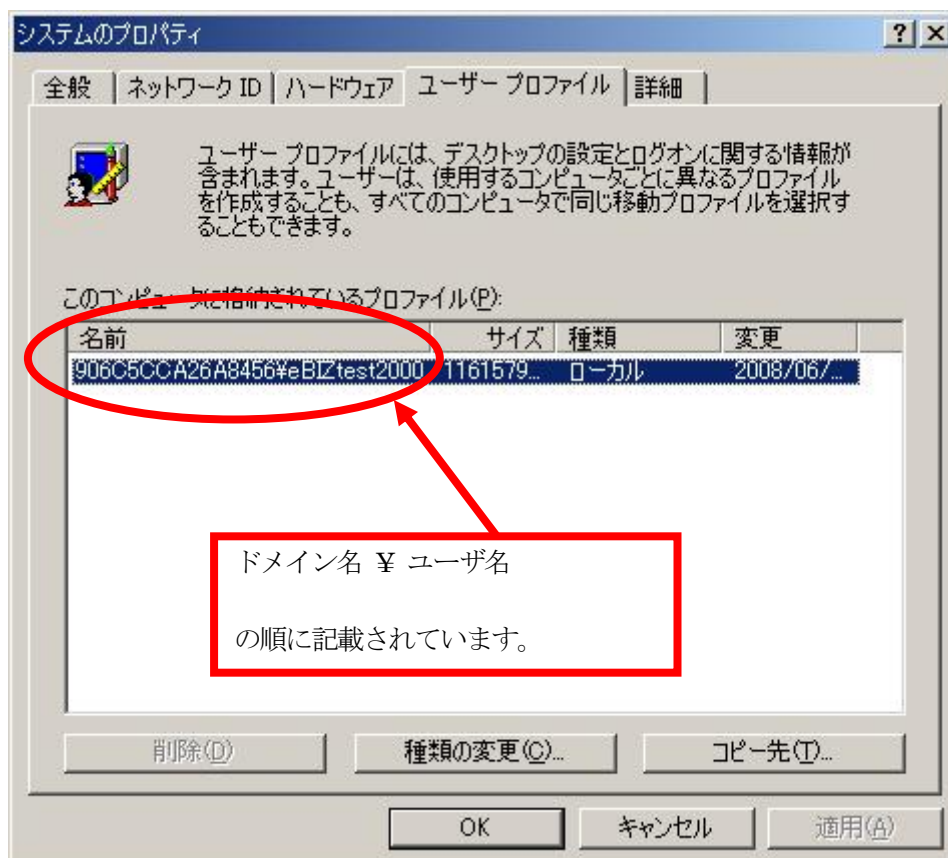 システムのプロパティ
全般 ネットワーク ID ハードウェア ユーザー プロファイル 詳細
ユーザー プロファイルには、デスクトップの設定とログオンに関する情報が
含まれます。ユーザーは、使用するコンピュータごとに異なるプロファイル
を作成することも、すべてのコンピュータで同じ移動プロファイルを選択す
ることもできます。
このコンピュータに格納されているプロファイル(P):
名前 サイズ 種類 変更
906C5CCA26A8456¥eBIZtest2000 1161579... ローカル 2008/06/...
ドメイン名 ¥ ユーザ名
の順に記載されています。
削除(D) 種類の変更(C)... コピー先(T)...
OK キャンセル 適用(A)